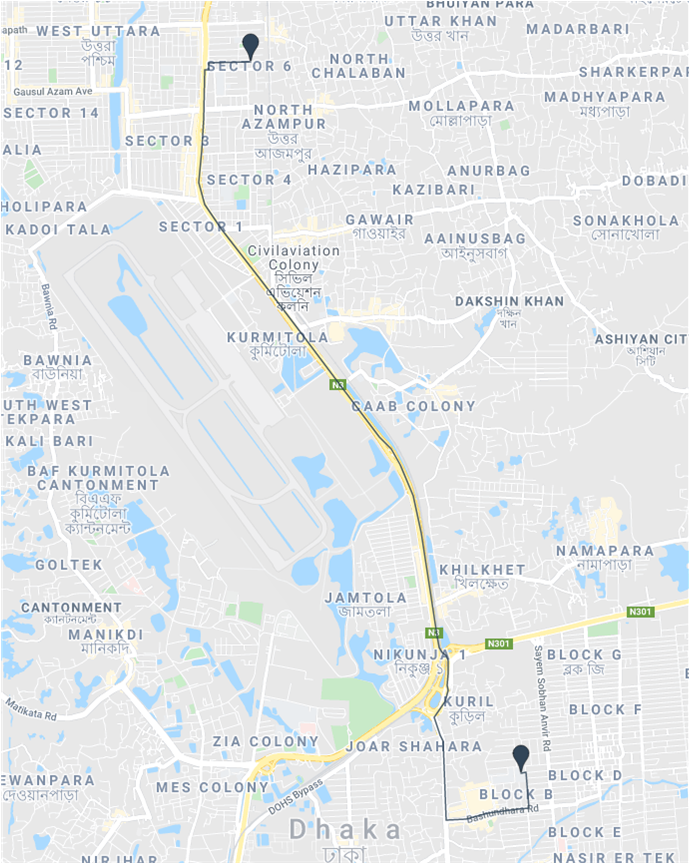 BHUIYAN PARA
apath
WEST UTTARA
উত্তরা
পশ্চিম
UTTAR KHAN
উত্তর খান
MADARBARI
12
SECTOR 6
NORTH
CHALABAN
SHARKERPAR
Gausul Azam Ave
SECTOR 14
NORTH
AZAMPUR
উত্তর
আজমপুর
MOLLAPARA
মোল্লাপাড়া
MADHYAPARA
মধ্যপাড়া
ALIA
SECTOR 3
HAZIPARA
ANURBAG
SECTOR 4
KAZIBARI
DOBADI
HOLIPARA
KADOI TALA
SECTOR 1
GAWAIR
গাওয়াইর
SONAKHOLA
সোনাখোলা
AAINUSBAG
আইনুসবাগ
Civilaviation
Colony
সিভিল
এভিয়েশন
কলনি
Bawnia Rd
DAKSHIN KHAN
দক্ষিন
খান
KURMITOLA
কুর্মিটোলা
ASHIYAN CIT
আশিয়ান
সিটি
BAWNIA
বাউনিয়া
N3
CAAB COLONY
UTH WEST
TEKPARA
KALI BARI
BAF KURMITOLA
CANTONMENT
বিএএফ
কুর্মিটোলা
ক্যান্টনমেন্ট
GOLTEK
NAMAPARA
নামাপাড়া
KHILKHET
খিলক্ষেত
JAMTOLA
জামতলা
CANTONMENT
ক্যানটনমেন্ট
MANIKDI
মানিকদি
N301
N3
N301
NIKUNJA 1
নিকুঞ্জ ১
BLOCK G
ব্লক জি
Sayem Sobhan Anvir Rd
KURIL
কুড়িল
BLOCK F
Matikata Rd
ZIA COLONY
JOAR SHAHARA
EWANPARA
দেওয়ানপাড়া
MES COLONY
DOHS Bypass
BLOCK D
BLOCK B
Bashundhara Rd
Dhaka
ঢাকা
BLOCK E
NIRJHAR
NASIR ER TEK